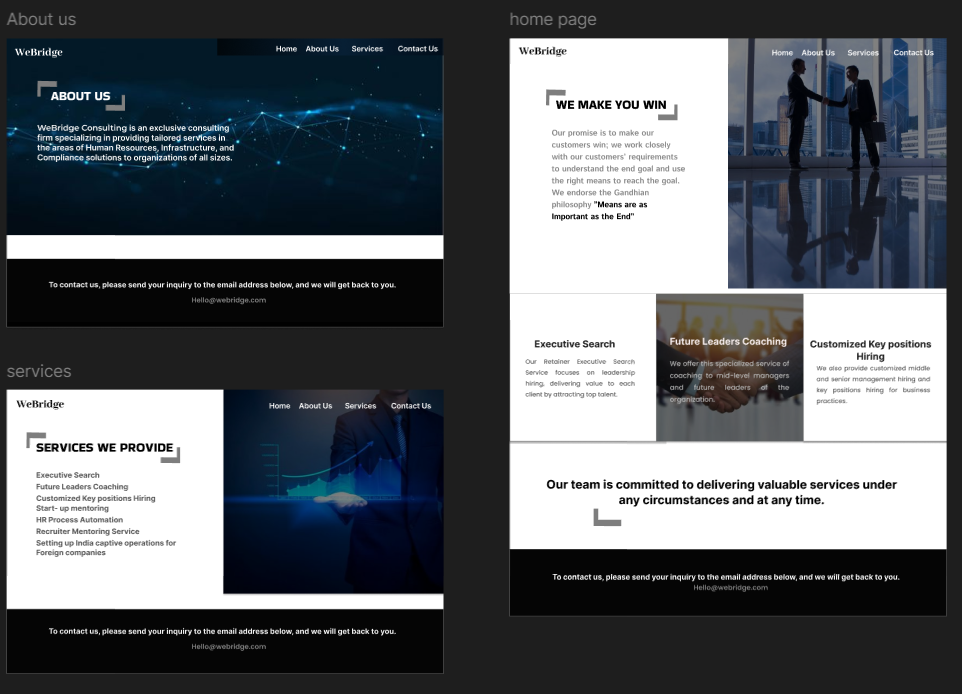 About us
WeBridge
Home About Us Services Contact Us
ABOUT US
WeBridge Consulting is an exclusive consulting
firm specializing in providing tailored services in
the areas of Human Resources, Infrastructure, and
Compliance solutions to organizations of all sizes.
To contact us, please send your inquiry to the email address below, and we will get back to you.
Hello@webridge.com
services
WeBridge
Home About Us Services Contact Us
SERVICES WE PROVIDE
Executive Search
Future Leaders Coaching
Customized Key positions Hiring
Start- up mentoring
HR Process Automation
Recruiter Mentoring Service
Setting up India captive operations for
Foreign companies
To contact us, please send your inquiry to the email address below, and we will get back to you.
Hello@webridge.com
home page
WeBridge
Home About Us Services Contact Us
WE MAKE YOU WIN
Our promise is to make our
customers win; we work closely
with our customers' requirements
to understand the end goal and use
the right means to reach the goal.
We endorse the Gandhian
philosophy "Means are as
Important as the End"
Executive Search
Our Retainer Executive Search
Service focuses on leadership
hiring, delivering value to each
client by attracting top talent.
Future Leaders Coaching
We offer this specialized service of
coaching to mid-level managers
and future leaders of the
organization.
Customized Key positions
Hiring
We also provide customized middle
and senior management hiring and
key positions hiring for business
practices.
Our team is committed to delivering valuable services under
any circumstances and at any time.
To contact us, please send your inquiry to the email address below, and we will get back to you.
Hello@webridge.com